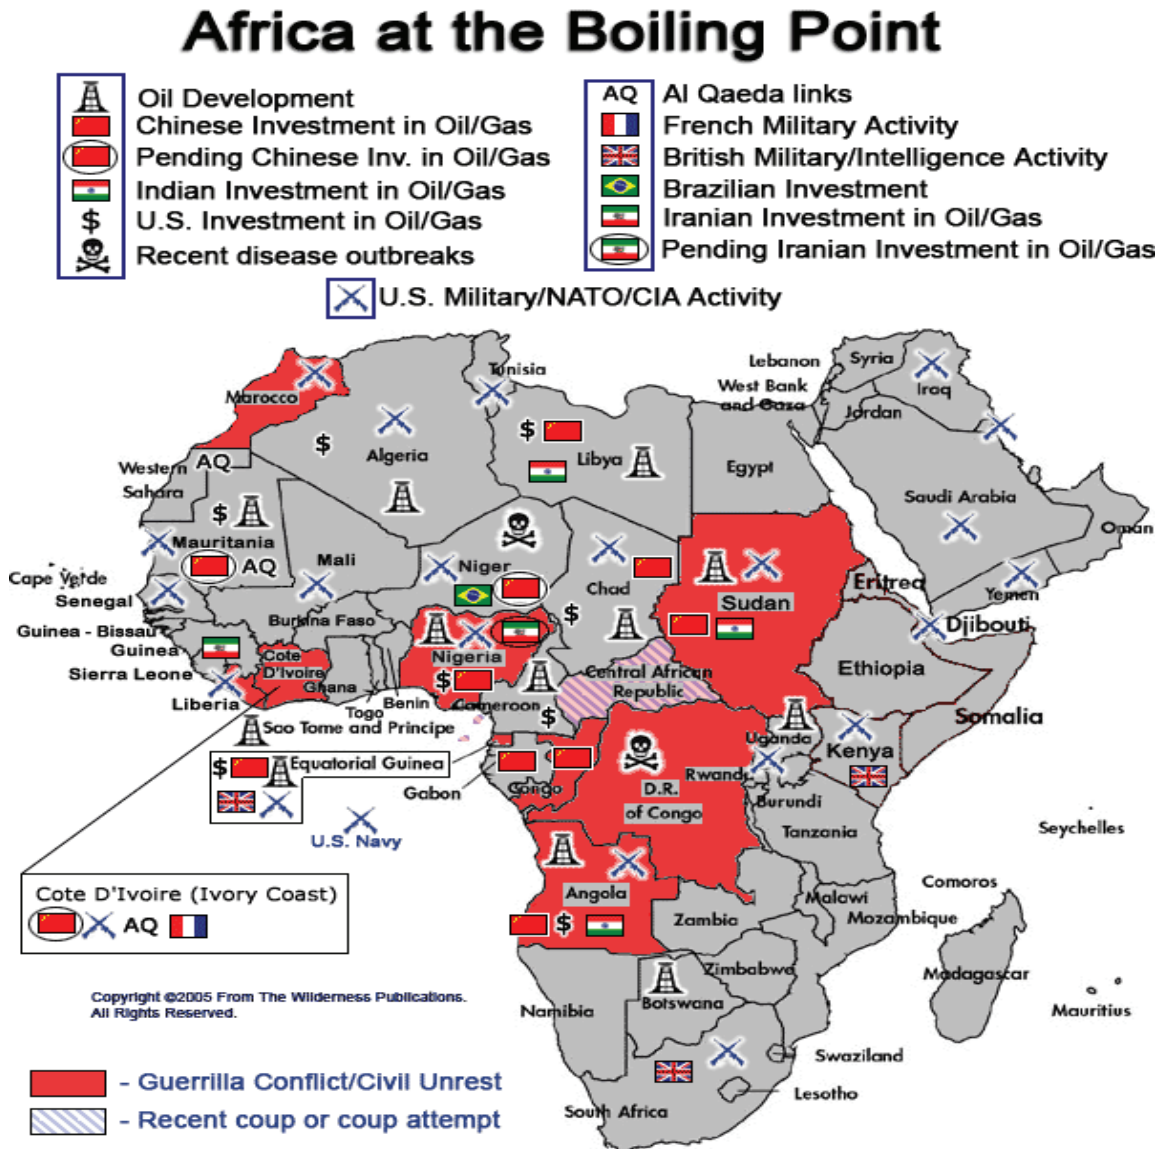 Africa at the Boiling Point
Oil Development
Chinese Investment in Oil/Gas
Pending Chinese Inv. in Oil/Gas
Indian Investment in Oil/Gas
$ U.S. Investment in Oil/Gas
Recent disease outbreaks
AQ Al Qaeda links
French Military Activity
British Military/Intelligence Activity
Brazilian Investment
Iranian Investment in Oil/Gas
Pending Iranian Investment in Oil/Gas
U.S. Military/NATO/CIA Activity
Tunisia
Lebanon
Syria
Iraq
West Bank
and Gaza
Jordan
Marocco
$
Algeria
$
Libya
Egypt
Western
Sahara
AQ
Saudi Arabia
Oman
$
Mauritania
AQ
Mali
Niger
Chad
$
Sudan
Eritrea
Yemen
Djibouti
Cape Verde
Senegal
Guinea - Bissau
Guinea
Sierra Leone
Liberia
Burkina Faso
Cote
D'Ivoire
Ghana
Togo
Benin
Nigeria
$
Cameroon
$
Central African
Republic
Ethiopia
Somalia
Sao Tome and Principe
Equatorial Guinea
$
Gabon
Congo
D.R.
of Congo
Uganda
Kenya
Rwanda
Burundi
Tanzania
Seychelles
U.S. Navy
Cote D'Ivoire (Ivory Coast)
AQ
Angola
$
Zambia
Malawi
Mozambique
Comoros
Madagascar
Mauritius
Zimbabwe
Botswana
Namibia
Swaziland
Lesotho
South Africa
Copyright ©2005 From The Wilderness Publications.
All Rights Reserved.
- Guerrilla Conflict/Civil Unrest
- Recent coup or coup attempt